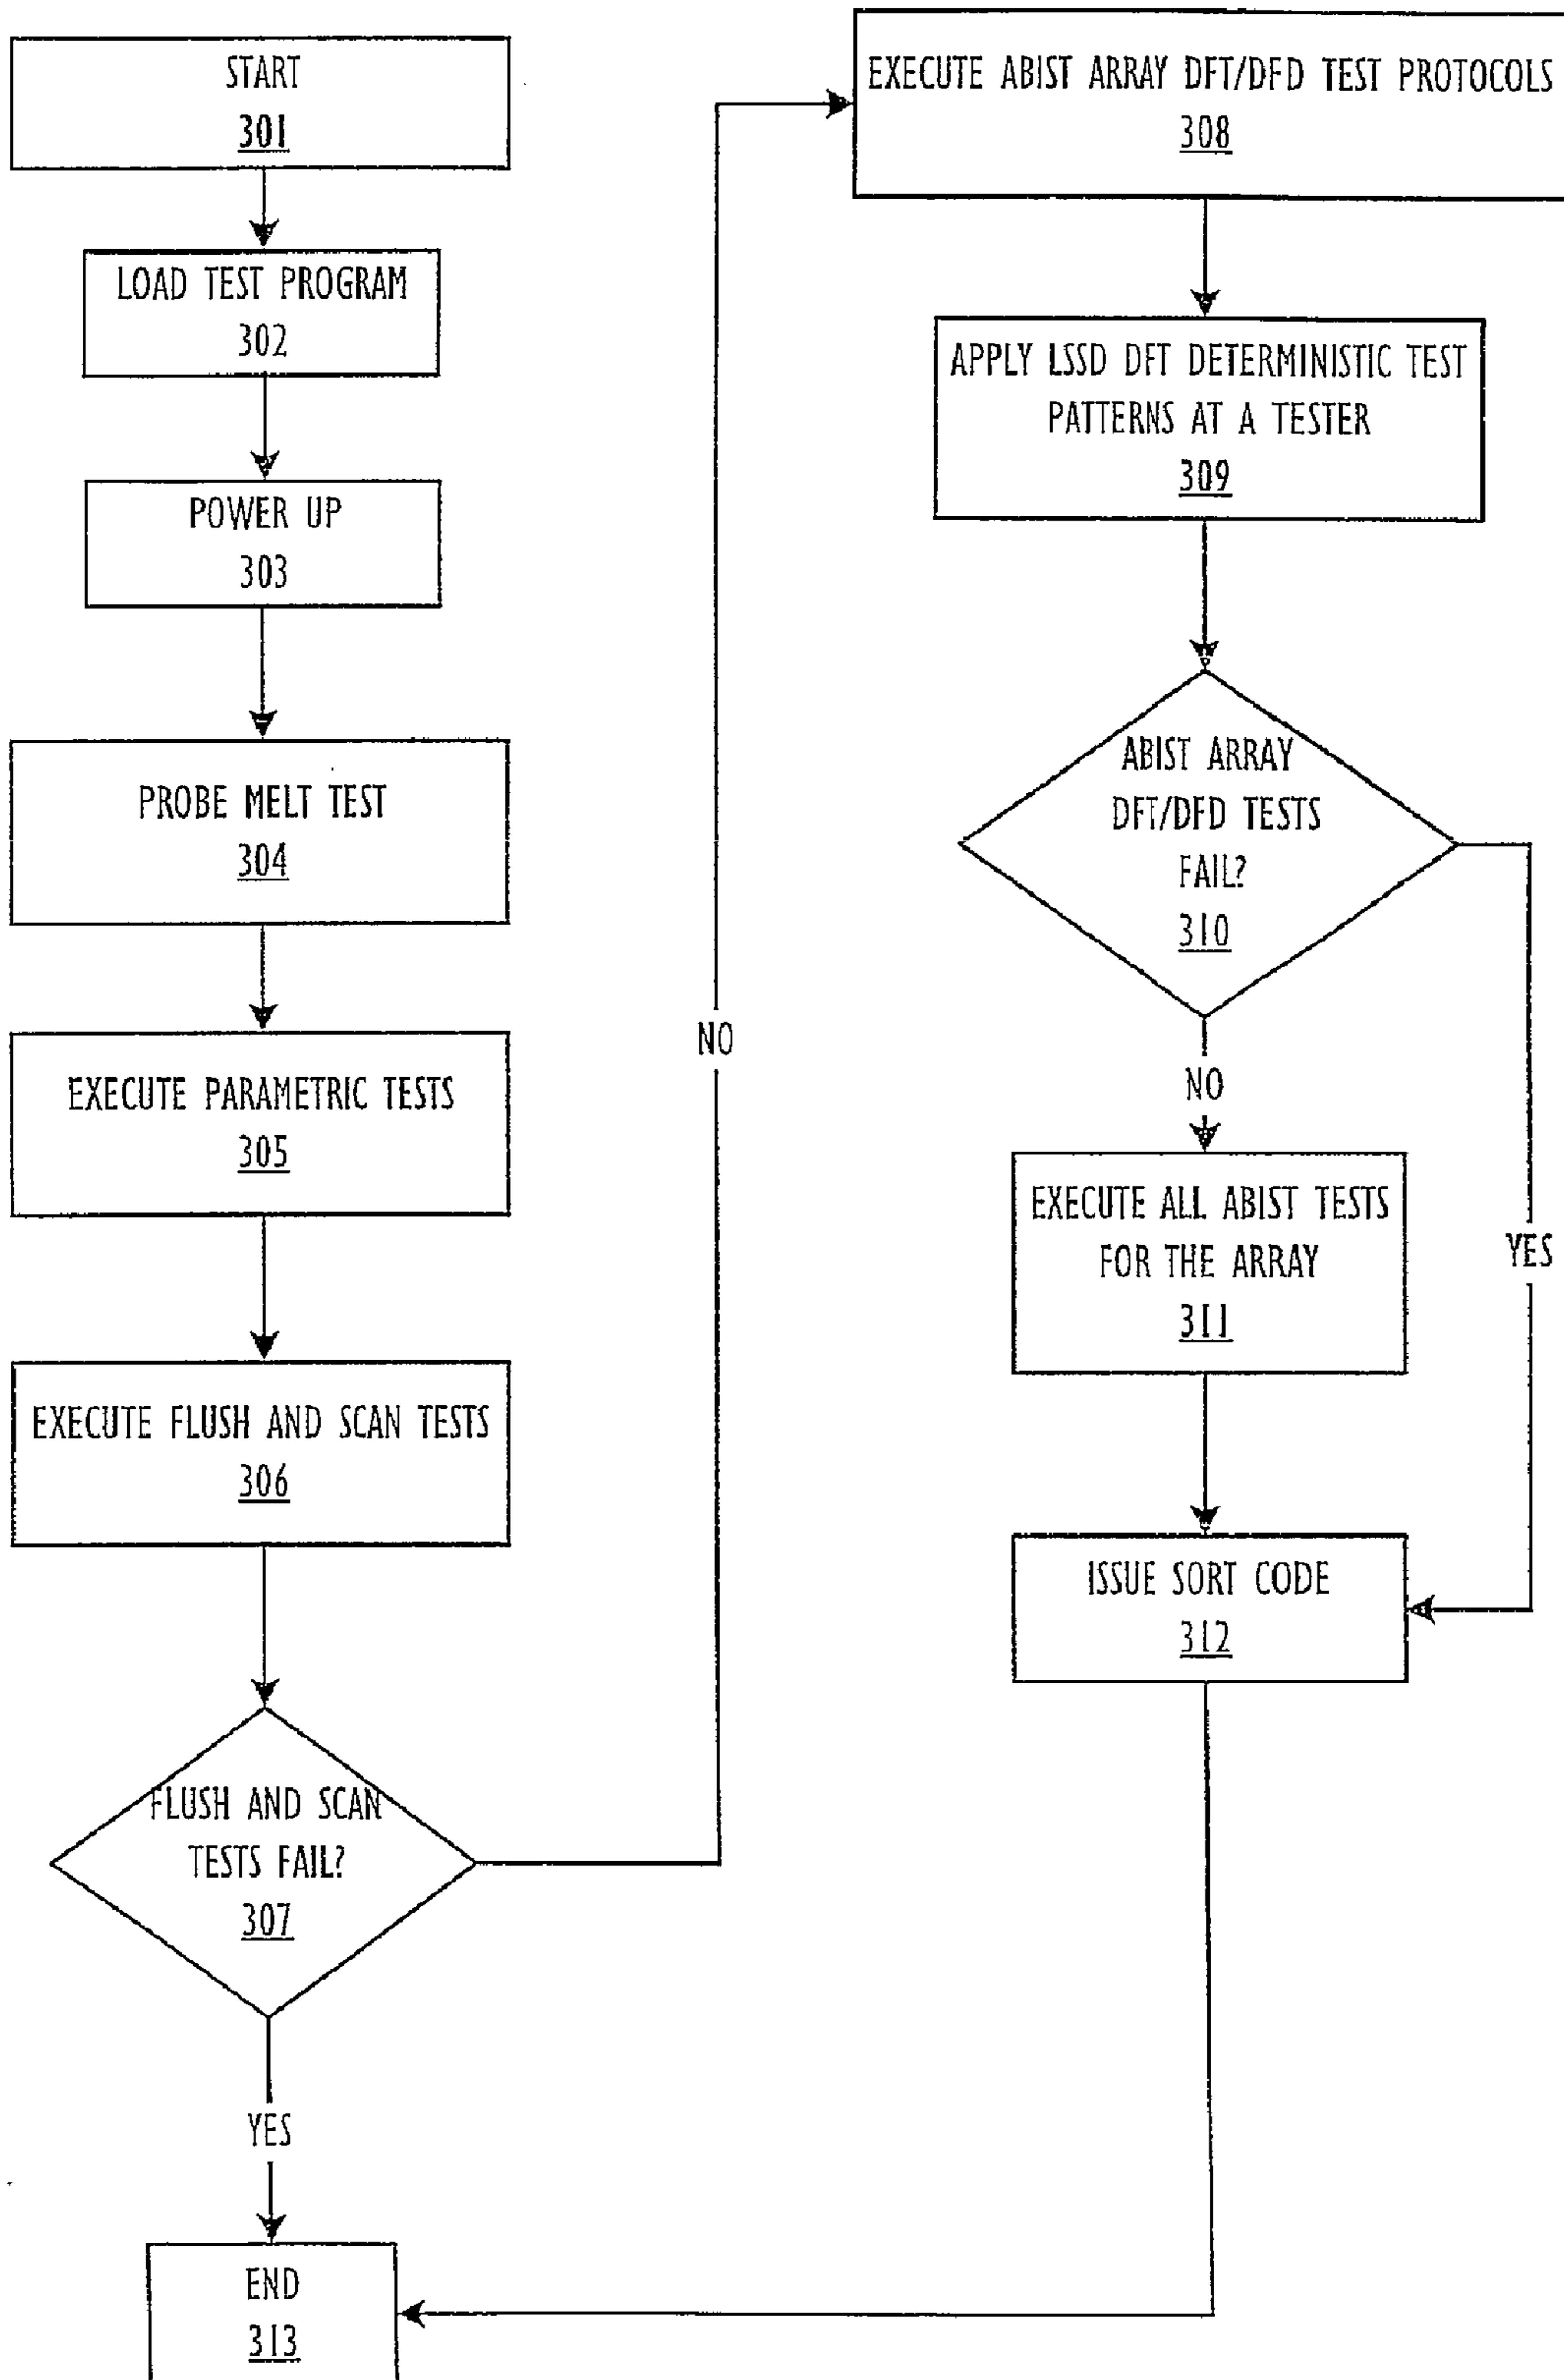 START
301
LOAD TEST PROGRAM
302
POWER UP
303
PROBE MELT TEST
304
EXECUTE PARAMETRIC TESTS
305
EXECUTE FLUSH AND SCAN TESTS
306
FLUSH AND SCAN
TESTS FAIL?
307
YES
END
313
NO
EXECUTE ABIST ARRAY DFT/DFD TEST PROTOCOLS
308
APPLY LSSD DFT DETERMINISTIC TEST
PATTERNS AT A TESTER
309
ABIST ARRAY
DFT/DFD TESTS
FAIL?
310
NO
YES
EXECUTE ALL ABIST TESTS
FOR THE ARRAY
311
ISSUE SORT CODE
312